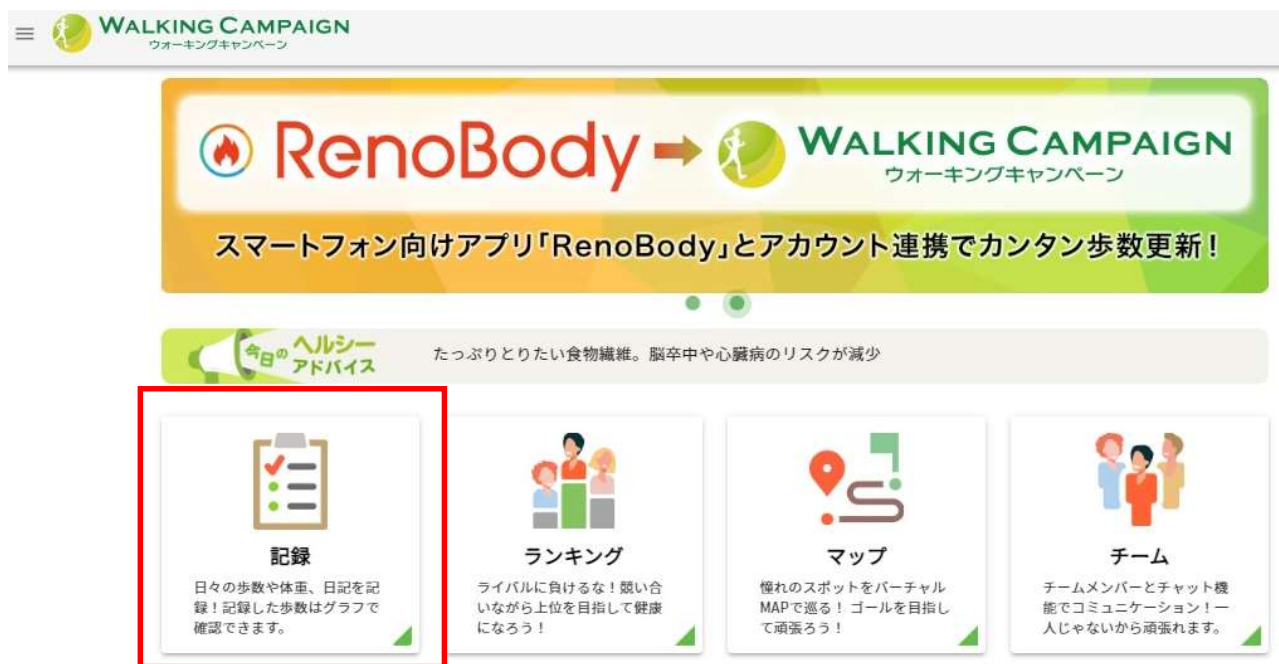 WALKING CAMPAIGN
ウォーキングキャンペーン
RenoBody
WALKING CAMPAIGN
ウォーキングキャンペーン
スマートフォン向けアプリ「RenoBody」とアカウント連携でカンタン歩数更新！
今日の ヘルシー
アドバイス
たっぷりとりたい食物繊維。脳卒中や心臓病のリスクが減少
記録
日々の歩数や体重、日記を記
録！記録した歩数はグラフで
確認できます。
ランキング
ライバルに負けるな！競い合
いながら上位を目指して健康
になろう！
マップ
憧れのスポットをバーチャル
MAPで巡る！ ゴールを目指し
て頑張ろう！
チーム
チームメンバーとチャット機
能でコミュニケーション！一
人じゃないから頑張れます。